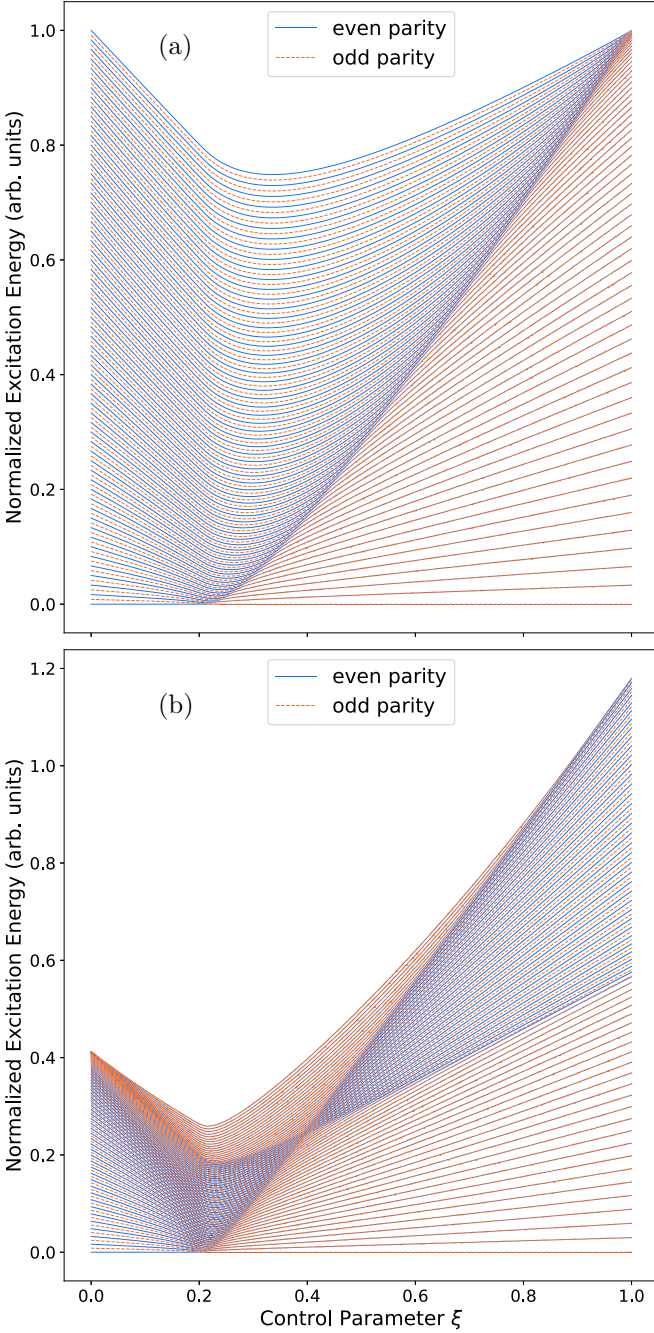 (a)
even parity
odd parity
Normalized Excitation Energy (arb. units)
1.0
0.8
0.6
0.4
0.2
0.0
(b)
even parity
odd parity
Normalized Excitation Energy (arb. units)
1.2
1.0
0.8
0.6
0.4
0.2
0.0
0.0 0.2 0.4 0.6 0.8 1.0
Control Parameter ξ